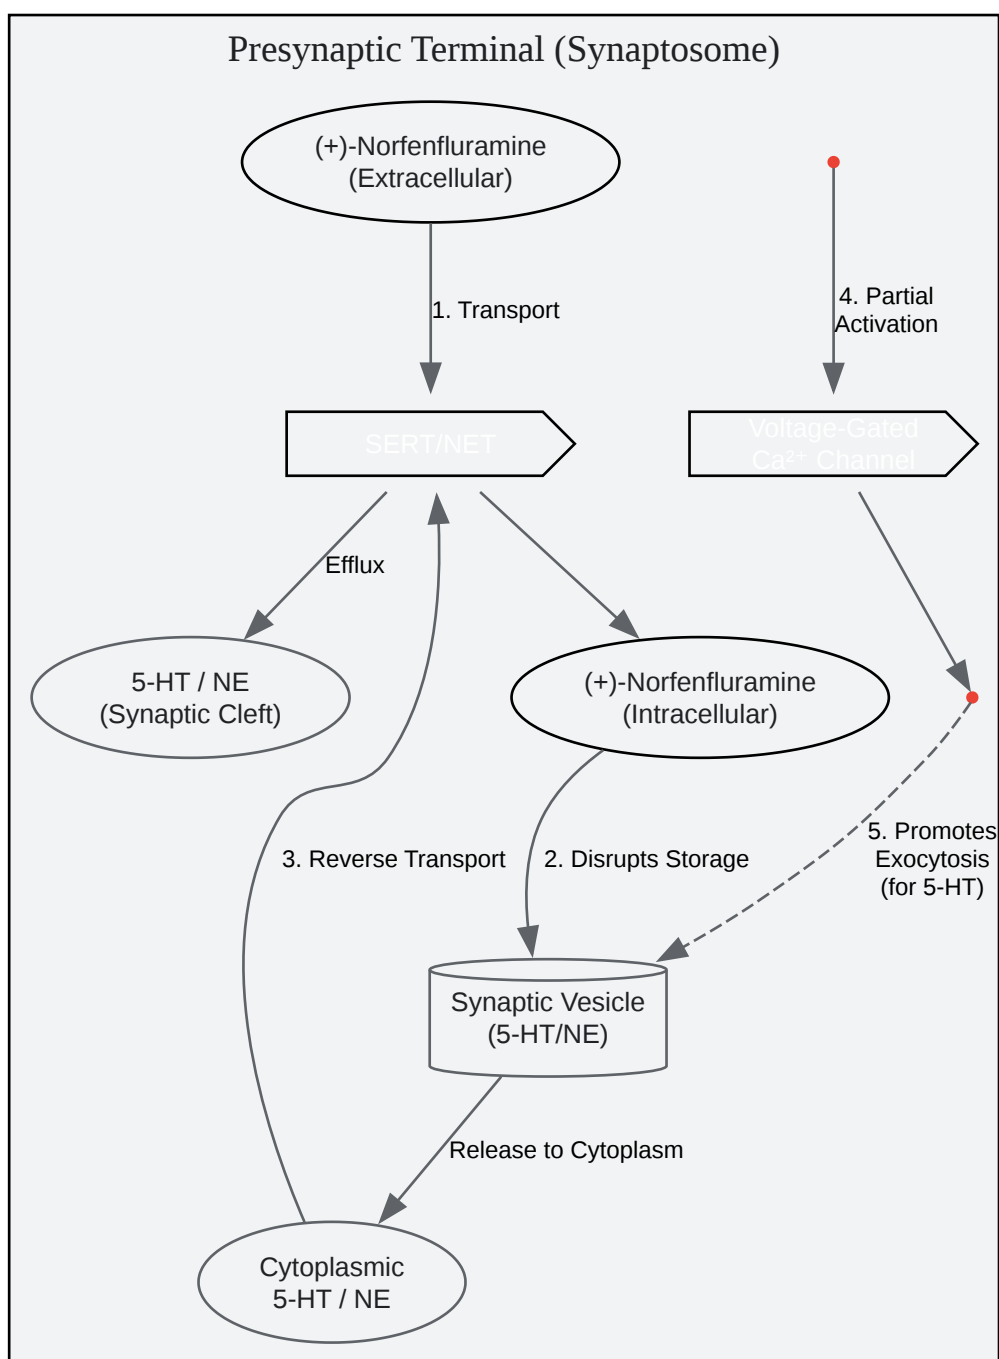 Presynaptic Terminal (Synaptosome)
(+)-Norfenfluramine
(Extracellular)
1. Transport
4. Partial
Activation
SERT/NET
Voltage-Gated
Ca²⁺ Channel
Efflux
5-HT / NE
(Synaptic Cleft)
(+)-Norfenfluramine
(Intracellular)
3. Reverse Transport
2. Disrupts Storage
5. Promotes
Exocytosis
(for 5-HT)
Synaptic Vesicle
(5-HT/NE)
Release to Cytoplasm
Cytoplasmic
5-HT / NE